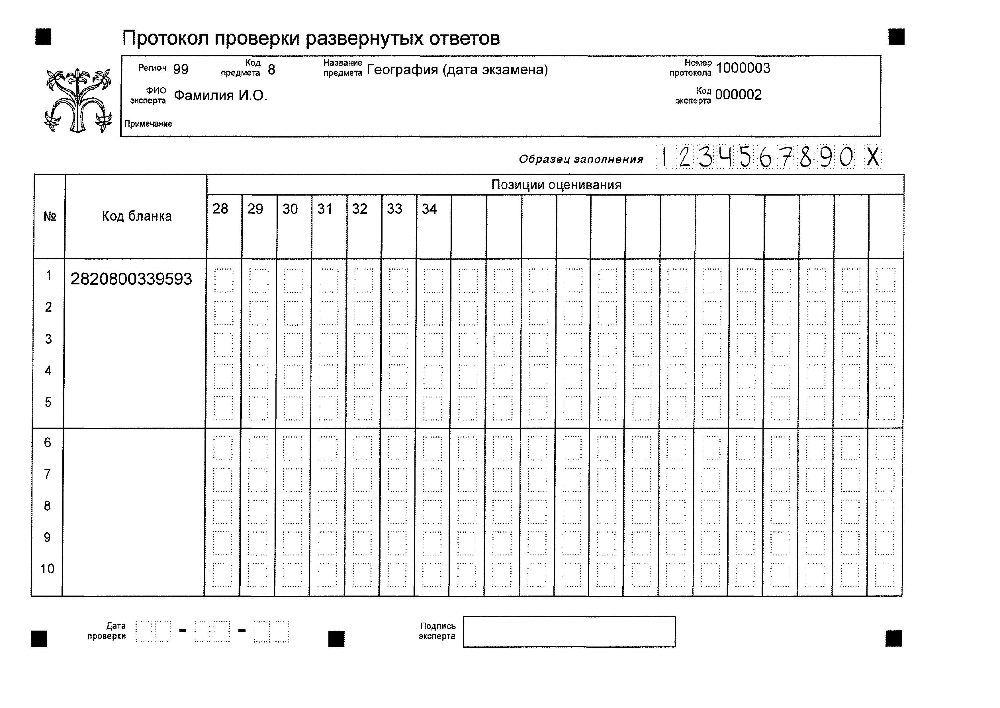 Протокол проверки развернутых ответов
Регион 99 Код предмета 8 Название предмета География (дата экзамена) Номер протокола 1000003
ФИО эксперта Фамилия И.О. Код эксперта 000002
Примечание
Образец заполнения 1 2 3 4 5 6 7 8 9 0 X
Позиции оценивания
№ Код бланка 28 29 30 31 32 33 34
1 2820800339593
2
3
4
5
6
7
8
9
10
Дата проверки - - Подпись эксперта